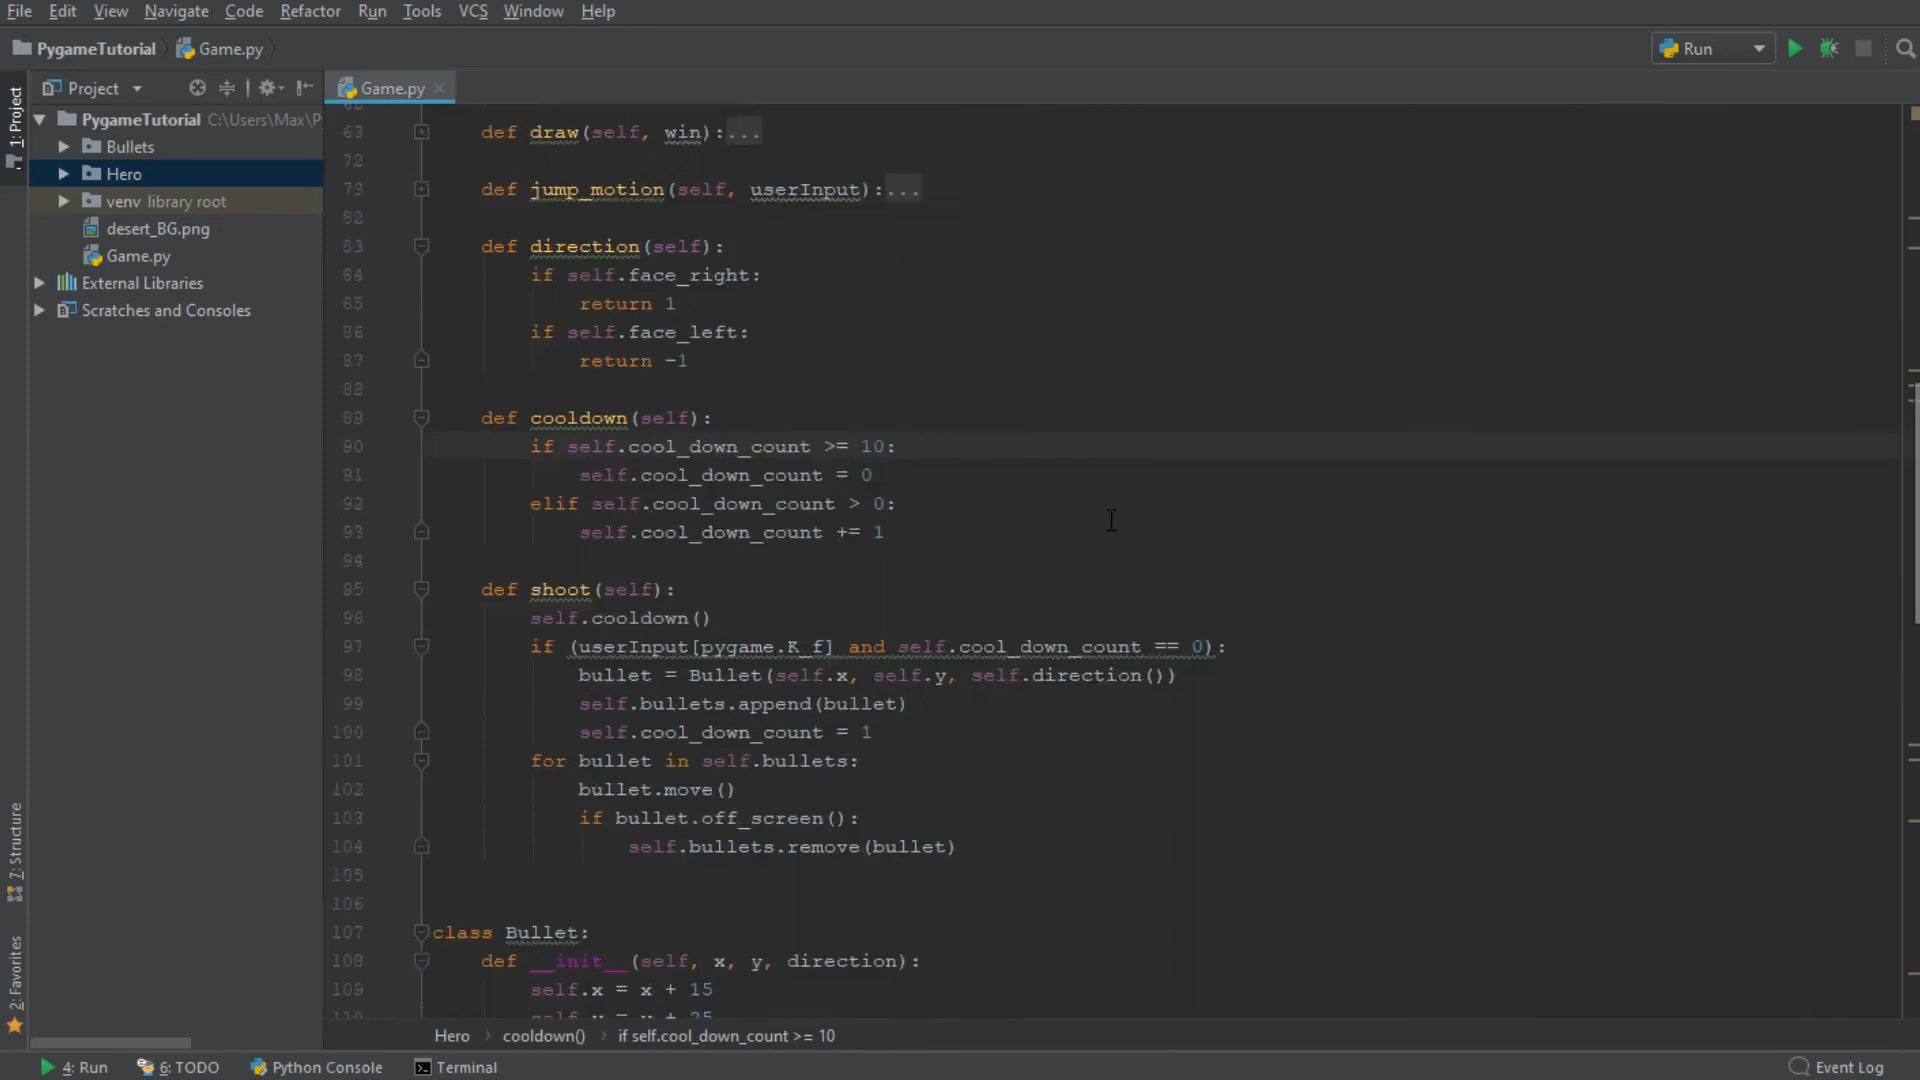 File Edit View Navigate Code Refactor Run Tools VCS Window Help
PygameTutorial Game.py
Run
Project
Game.py
1: Project
PygameTutorial C:\Users\Max\P
Bullets
Hero
venv library root
desert_BG.png
Game.py
External Libraries
Scratches and Consoles
7: Structure
2: Favorites
63 def draw(self, win):...
72
73 def jump_motion(self, userInput):...
82
83 def direction(self):
84 if self.face_right:
85 return 1
86 if self.face_left:
87 return -1
88
89 def cooldown(self):
90 if self.cool_down_count >= 10:
91 self.cool_down_count = 0
92 elif self.cool_down_count > 0:
93 self.cool_down_count += 1
94
95 def shoot(self):
96 self.cooldown()
97 if (userInput[pygame.K_f] and self.cool_down_count == 0):
98 bullet = Bullet(self.x, self.y, self.direction())
99 self.bullets.append(bullet)
100 self.cool_down_count = 1
101 for bullet in self.bullets:
102 bullet.move()
103 if bullet.off_screen():
104 self.bullets.remove(bullet)
105
106
107 class Bullet:
108 def __init__(self, x, y, direction):
109 self.x = x + 15
Hero cooldown() if self.cool_down_count >= 10
4: Run 6: TODO Python Console Terminal Event Log